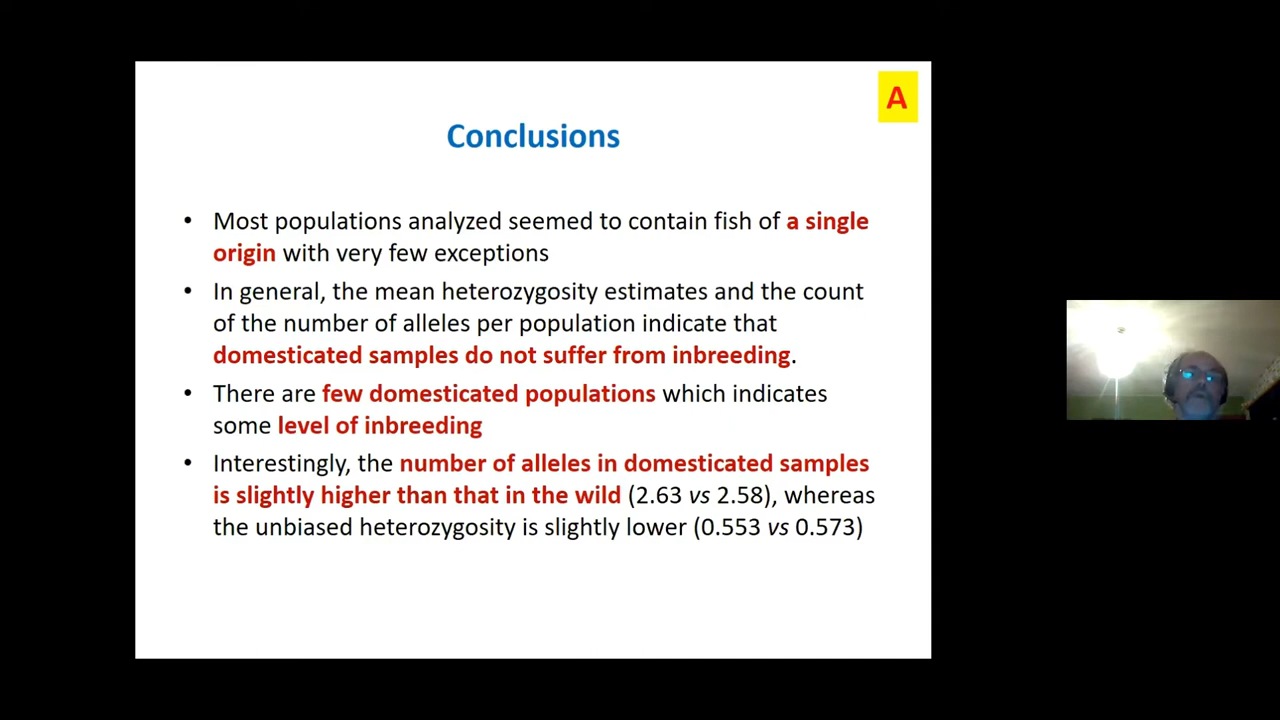 A
Conclusions
• Most populations analyzed seemed to contain fish of a single
origin with very few exceptions
• In general, the mean heterozygosity estimates and the count
of the number of alleles per population indicate that
domesticated samples do not suffer from inbreeding.
• There are few domesticated populations which indicates
some level of inbreeding
• Interestingly, the number of alleles in domesticated samples
is slightly higher than that in the wild (2.63 vs 2.58), whereas
the unbiased heterozygosity is slightly lower (0.553 vs 0.573)